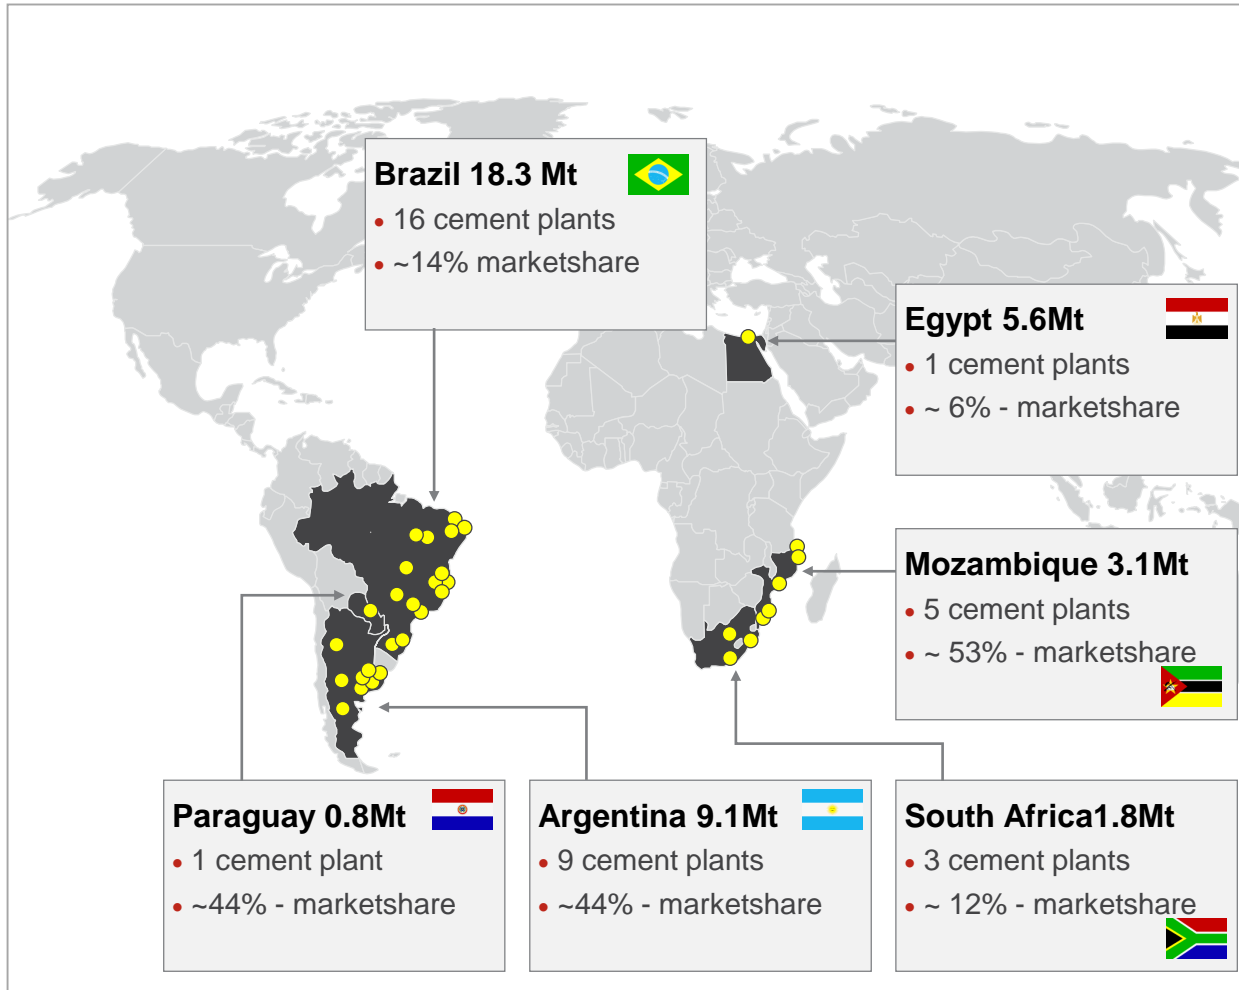 Brazil 18.3 Mt
• 16 cement plants
• ~14% marketshare
Egypt 5.6Mt
• 1 cement plants
• ~ 6% - marketshare
Mozambique 3.1Mt
• 5 cement plants
• ~ 53% - marketshare
Paraguay 0.8Mt
• 1 cement plant
• ~44% - marketshare
Argentina 9.1Mt
• 9 cement plants
• ~44% - marketshare
South Africa1.8Mt
• 3 cement plants
• ~ 12% - marketshare